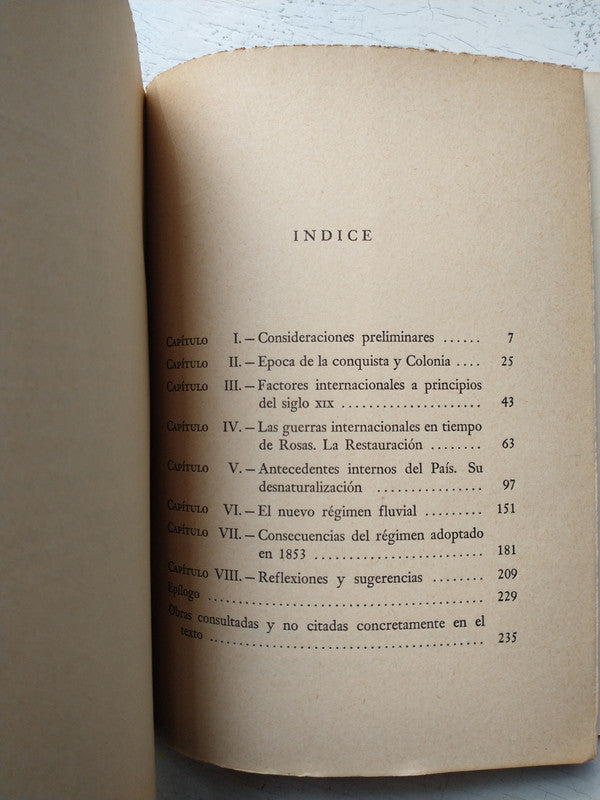 INDICE
CAPÍTULO I. — Consideraciones preliminares ...... 7
CAPÍTULO II. — Epoca de la conquista y Colonia .... 25
CAPÍTULO III. — Factores internacionales a principios
del siglo XIX ...................... 43
CAPÍTULO IV. — Las guerras internacionales en tiempo
de Rosas. La Restauración ........ 63
CAPÍTULO V. — Antecedentes internos del País. Su
desnaturalización ................ 97
CAPÍTULO VI. — El nuevo régimen fluvial ......... 151
CAPÍTULO VII. — Consecuencias del régimen adoptado
en 1853 .......................... 181
CAPÍTULO VIII. — Reflexiones y sugerencias ........ 209
Epílogo ........................................ 229
Obras consultadas y no citadas concretamente en el
texto ........................................ 235